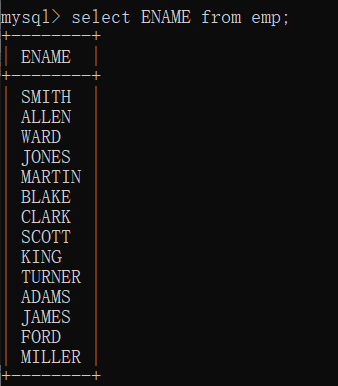 mysql> select ENAME from emp;
+--------+
| ENAME  |
+--------+
| SMITH  |
| ALLEN  |
| WARD   |
| JONES  |
| MARTIN |
| BLAKE  |
| CLARK  |
| SCOTT  |
| KING   |
| TURNER |
| ADAMS  |
| JAMES  |
| FORD   |
| MILLER |
+--------+